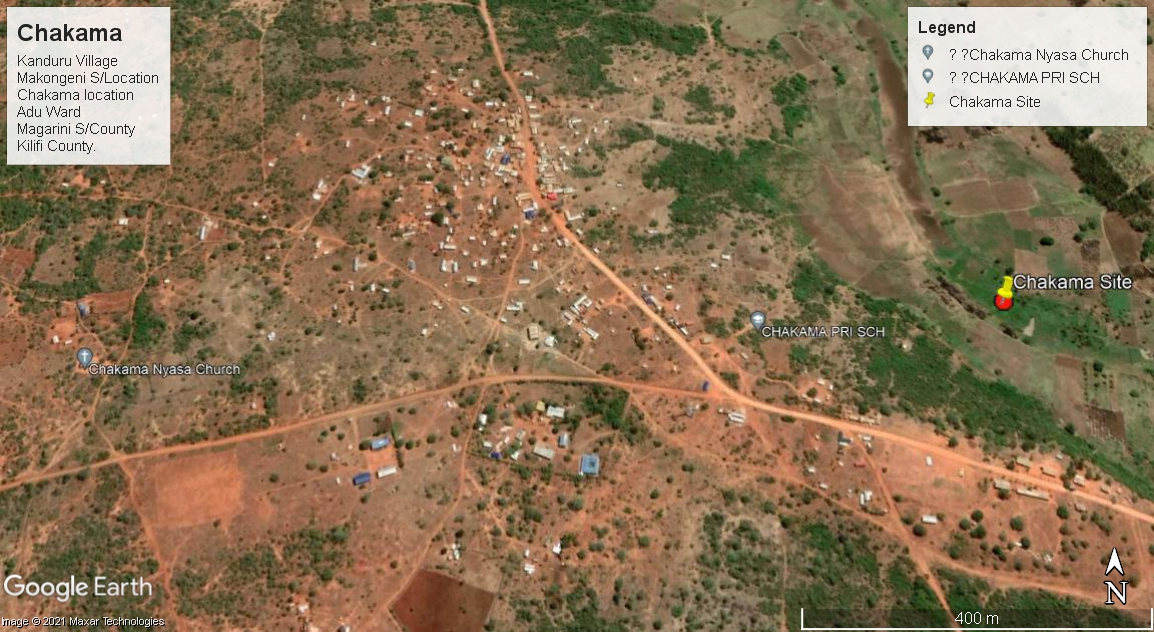 Chakama
Kanduru Village
Makongeni S/Location
Chakama location
Adu Ward
Magarini S/County
Kilifi County.
Legend
? ?Chakama Nyasa Church
? ?CHAKAMA PRI SCH
Chakama Site
Chakama Site
CHAKAMA PRI SCH
Chakama Nyasa Church
Google Earth
Image © 2021 Maxar Technologies
N
400 m